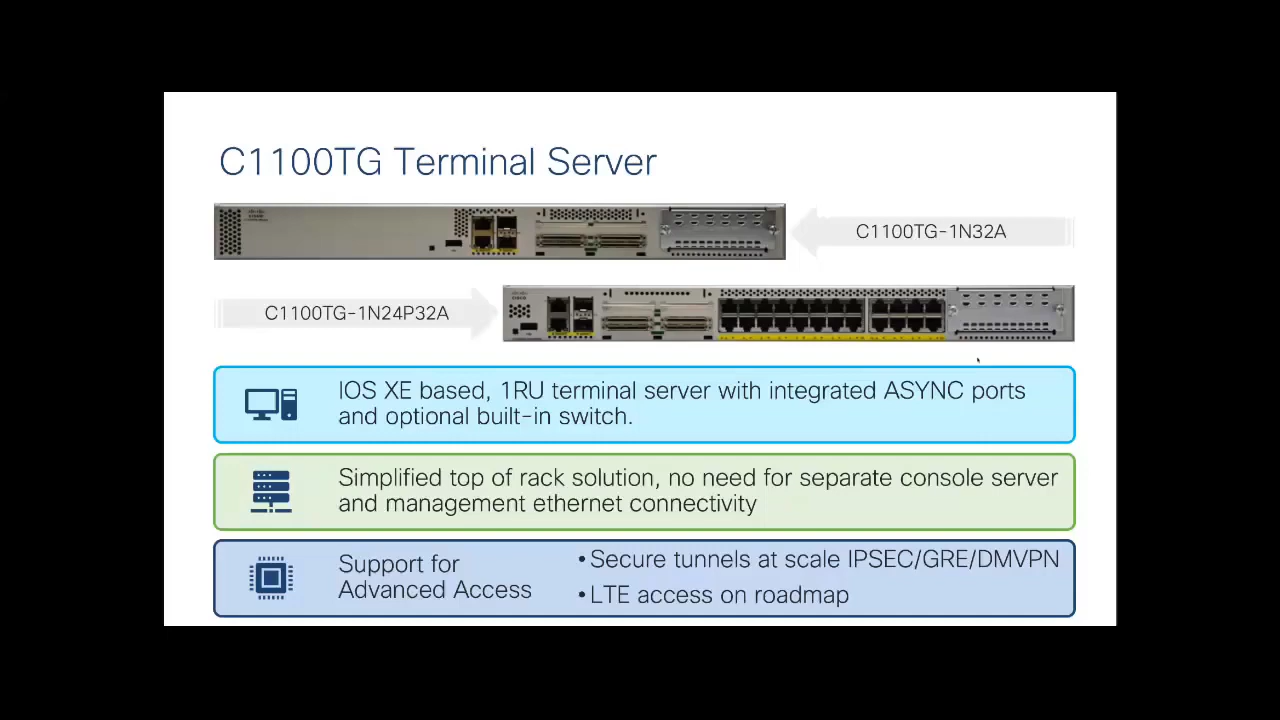 C1100TG Terminal Server
C1100TG-1N32A
C1100TG-1N24P32A
IOS XE based, 1RU terminal server with integrated ASYNC ports
and optional built-in switch.
Simplified top of rack solution, no need for separate console server
and management ethernet connectivity
Support for
Advanced Access
•Secure tunnels at scale IPSEC/GRE/DMVPN
•LTE access on roadmap